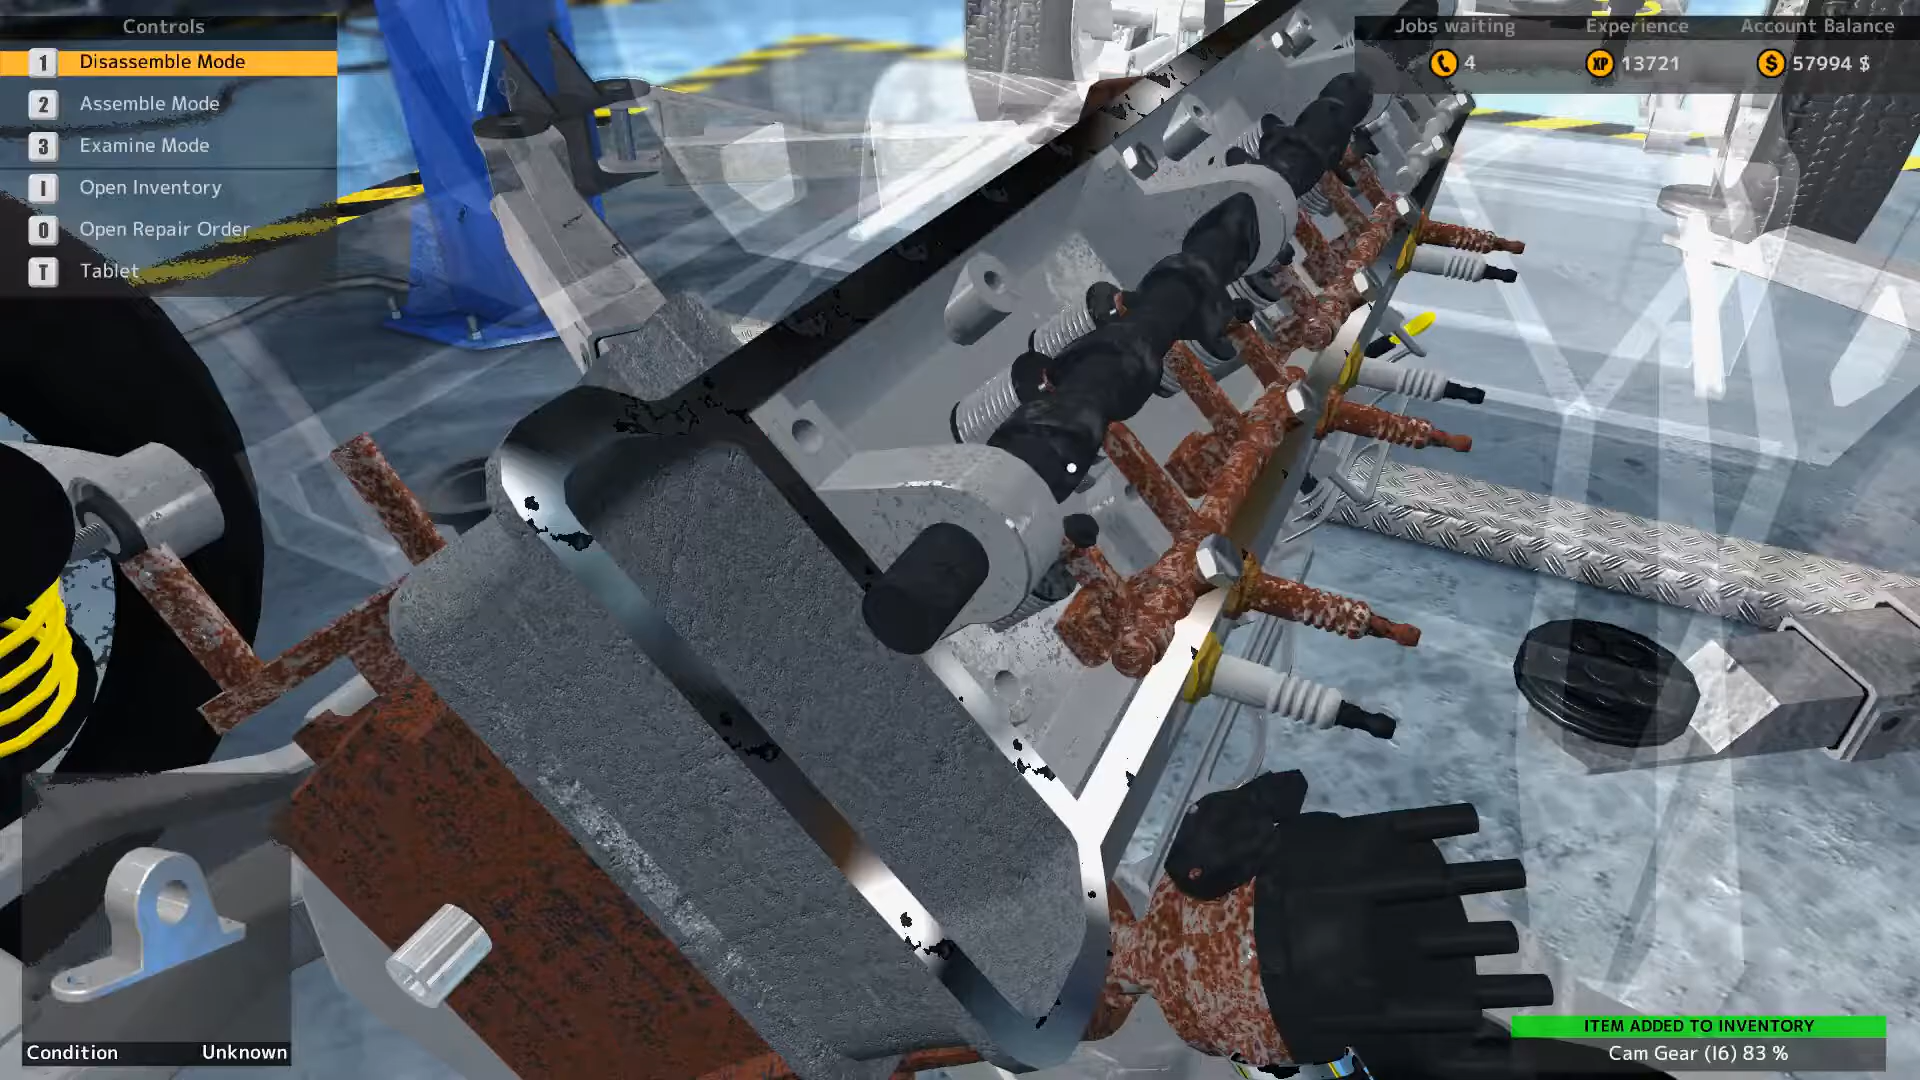 Controls
1 Disassemble Mode
2 Assemble Mode
3 Examine Mode
I Open Inventory
O Open Repair Order
T Tablet
Jobs waiting Experience Account Balance
4 XP 13721 $ 57994 $
Condition Unknown
ITEM ADDED TO INVENTORY
Cam Gear (I6) 83 %